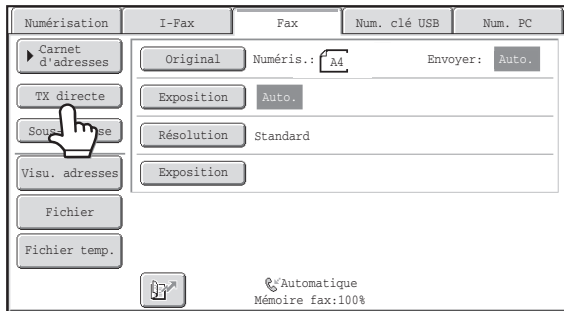 Numérisation I-Fax Fax Num. clé USB Num. PC
Carnet
d'adresses
Original Numéris.: A4 Envoyer: Auto.
TX directe Exposition Auto.
Résolution Standard
Visu. adresses Exposition
Fichier
Fichier temp.
Automatique
Mémoire fax:100%